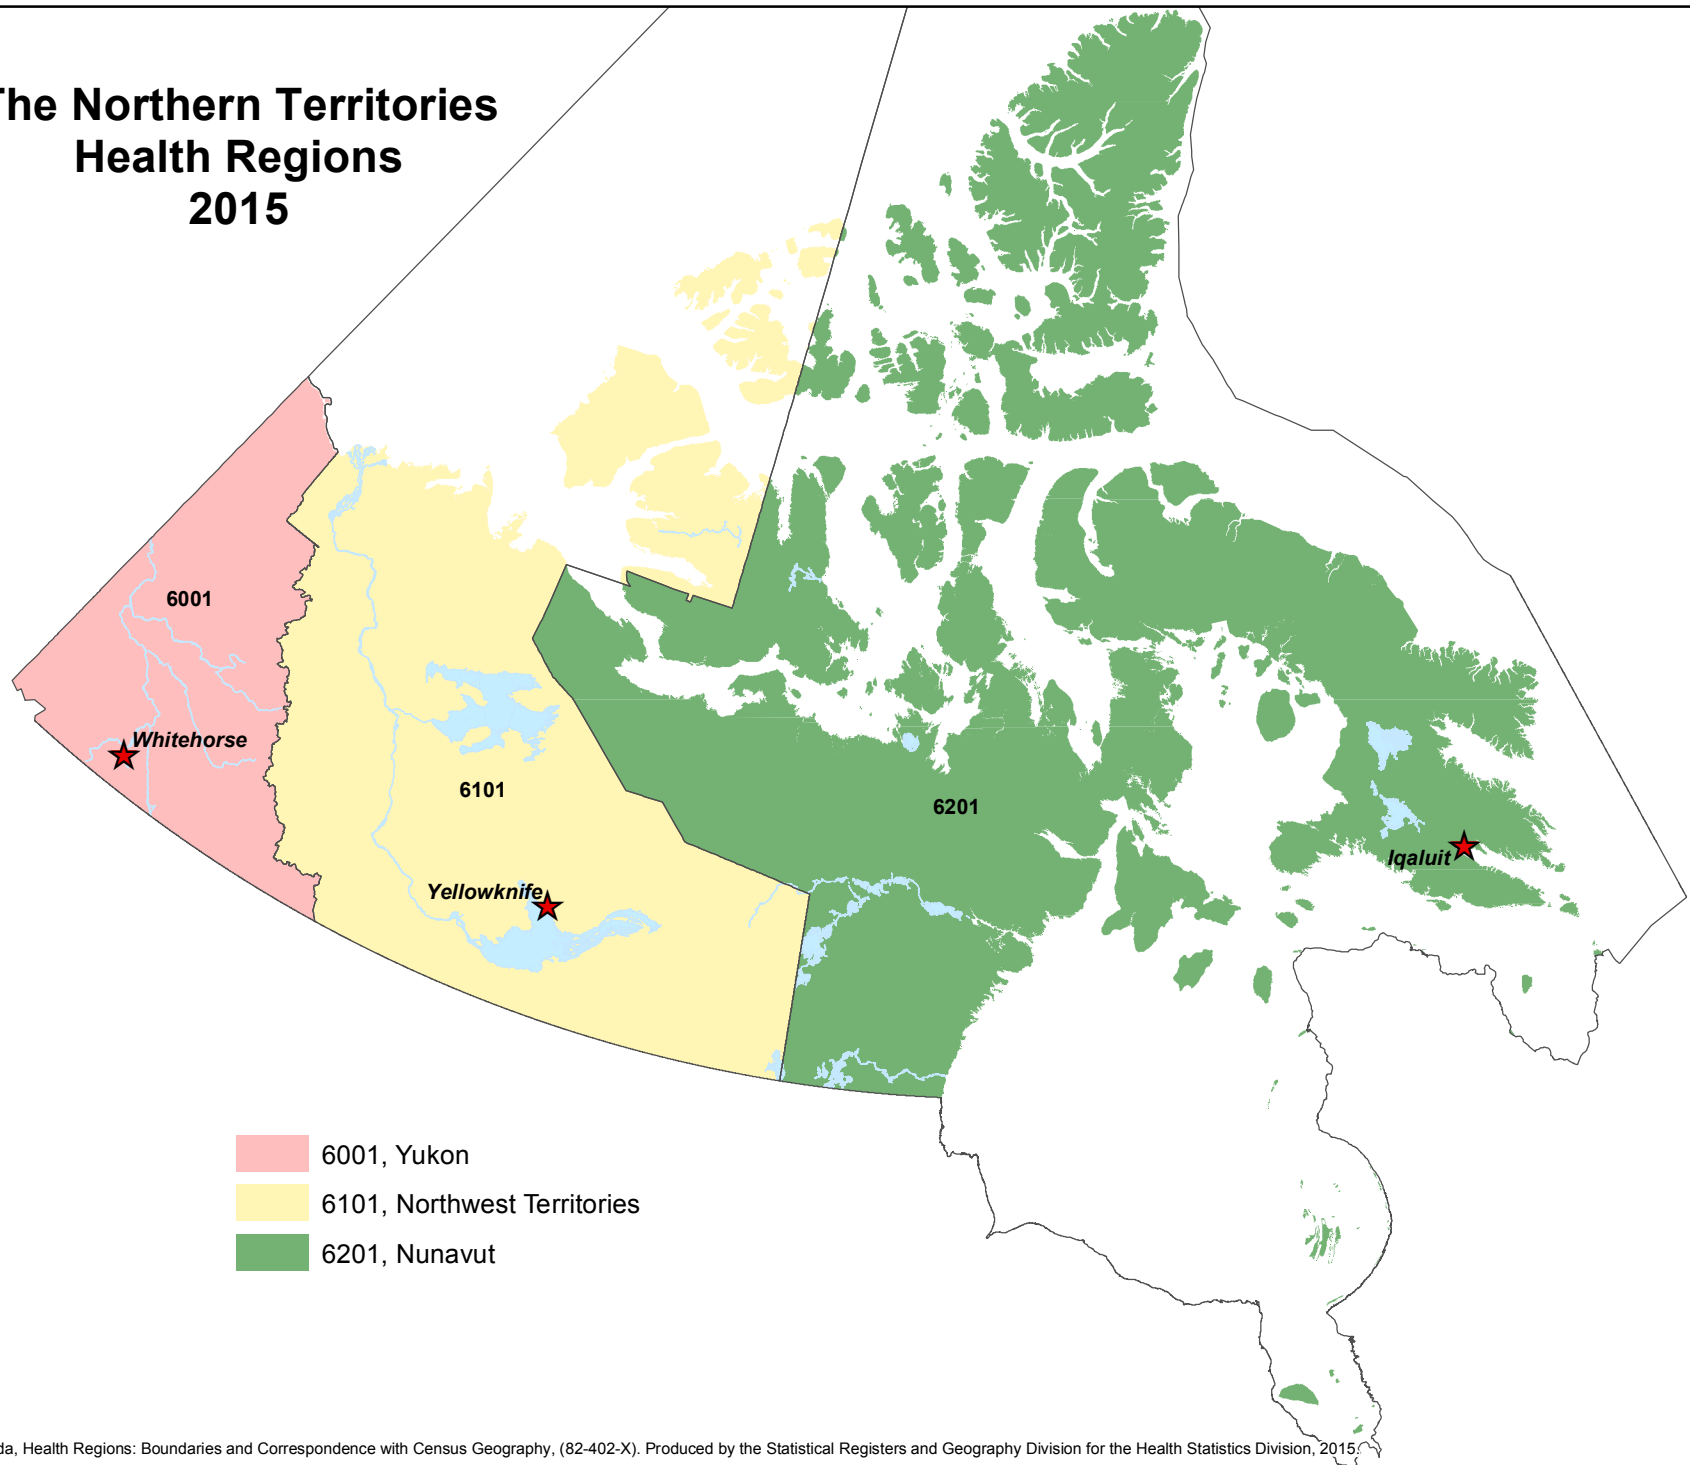 The Northern Territories
Health Regions
2015
6001
Whitehorse
6101
6201
Yellowknife
Iqaluit
6001, Yukon
6101, Northwest Territories
6201, Nunavut
da, Health Regions: Boundaries and Correspondence with Census Geography, (82-402-X). Produced by the Statistical Registers and Geography Division for the Health Statistics Division, 2015.